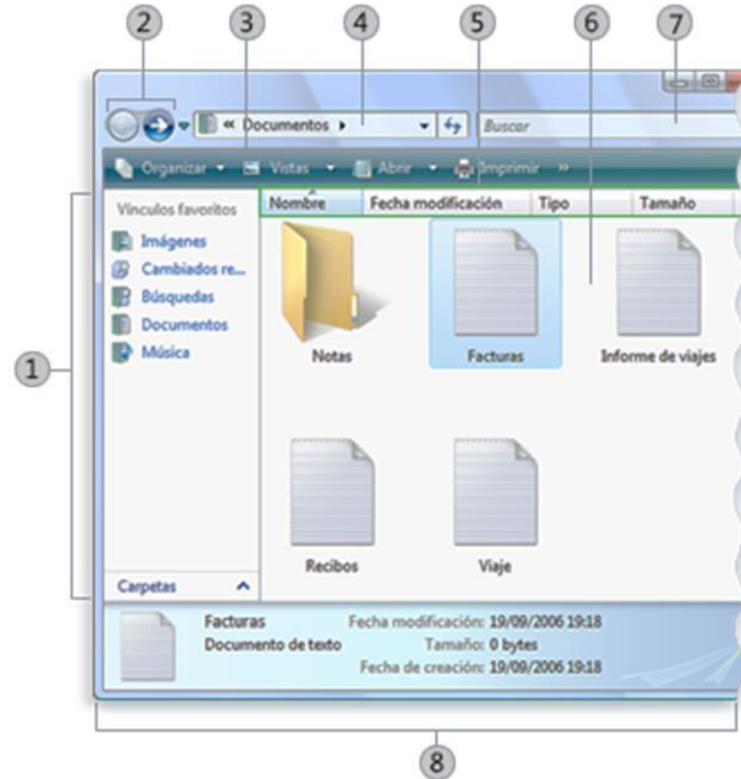 2 3 4 5 6 7
« Documentos
Buscar
Organizar Vistas Abrir Imprimir »
Vínculos favoritos
Imágenes
Cambiados re...
Búsquedas
Documentos
Música
Carpetas
1
Nombre Fecha modificación Tipo Tamaño
Notas Facturas Informe de viajes
Recibos Viaje
Facturas Fecha modificación: 19/09/2006 19:18
Documento de texto Tamaño: 0 bytes
Fecha de creación: 19/09/2006 19:18
8